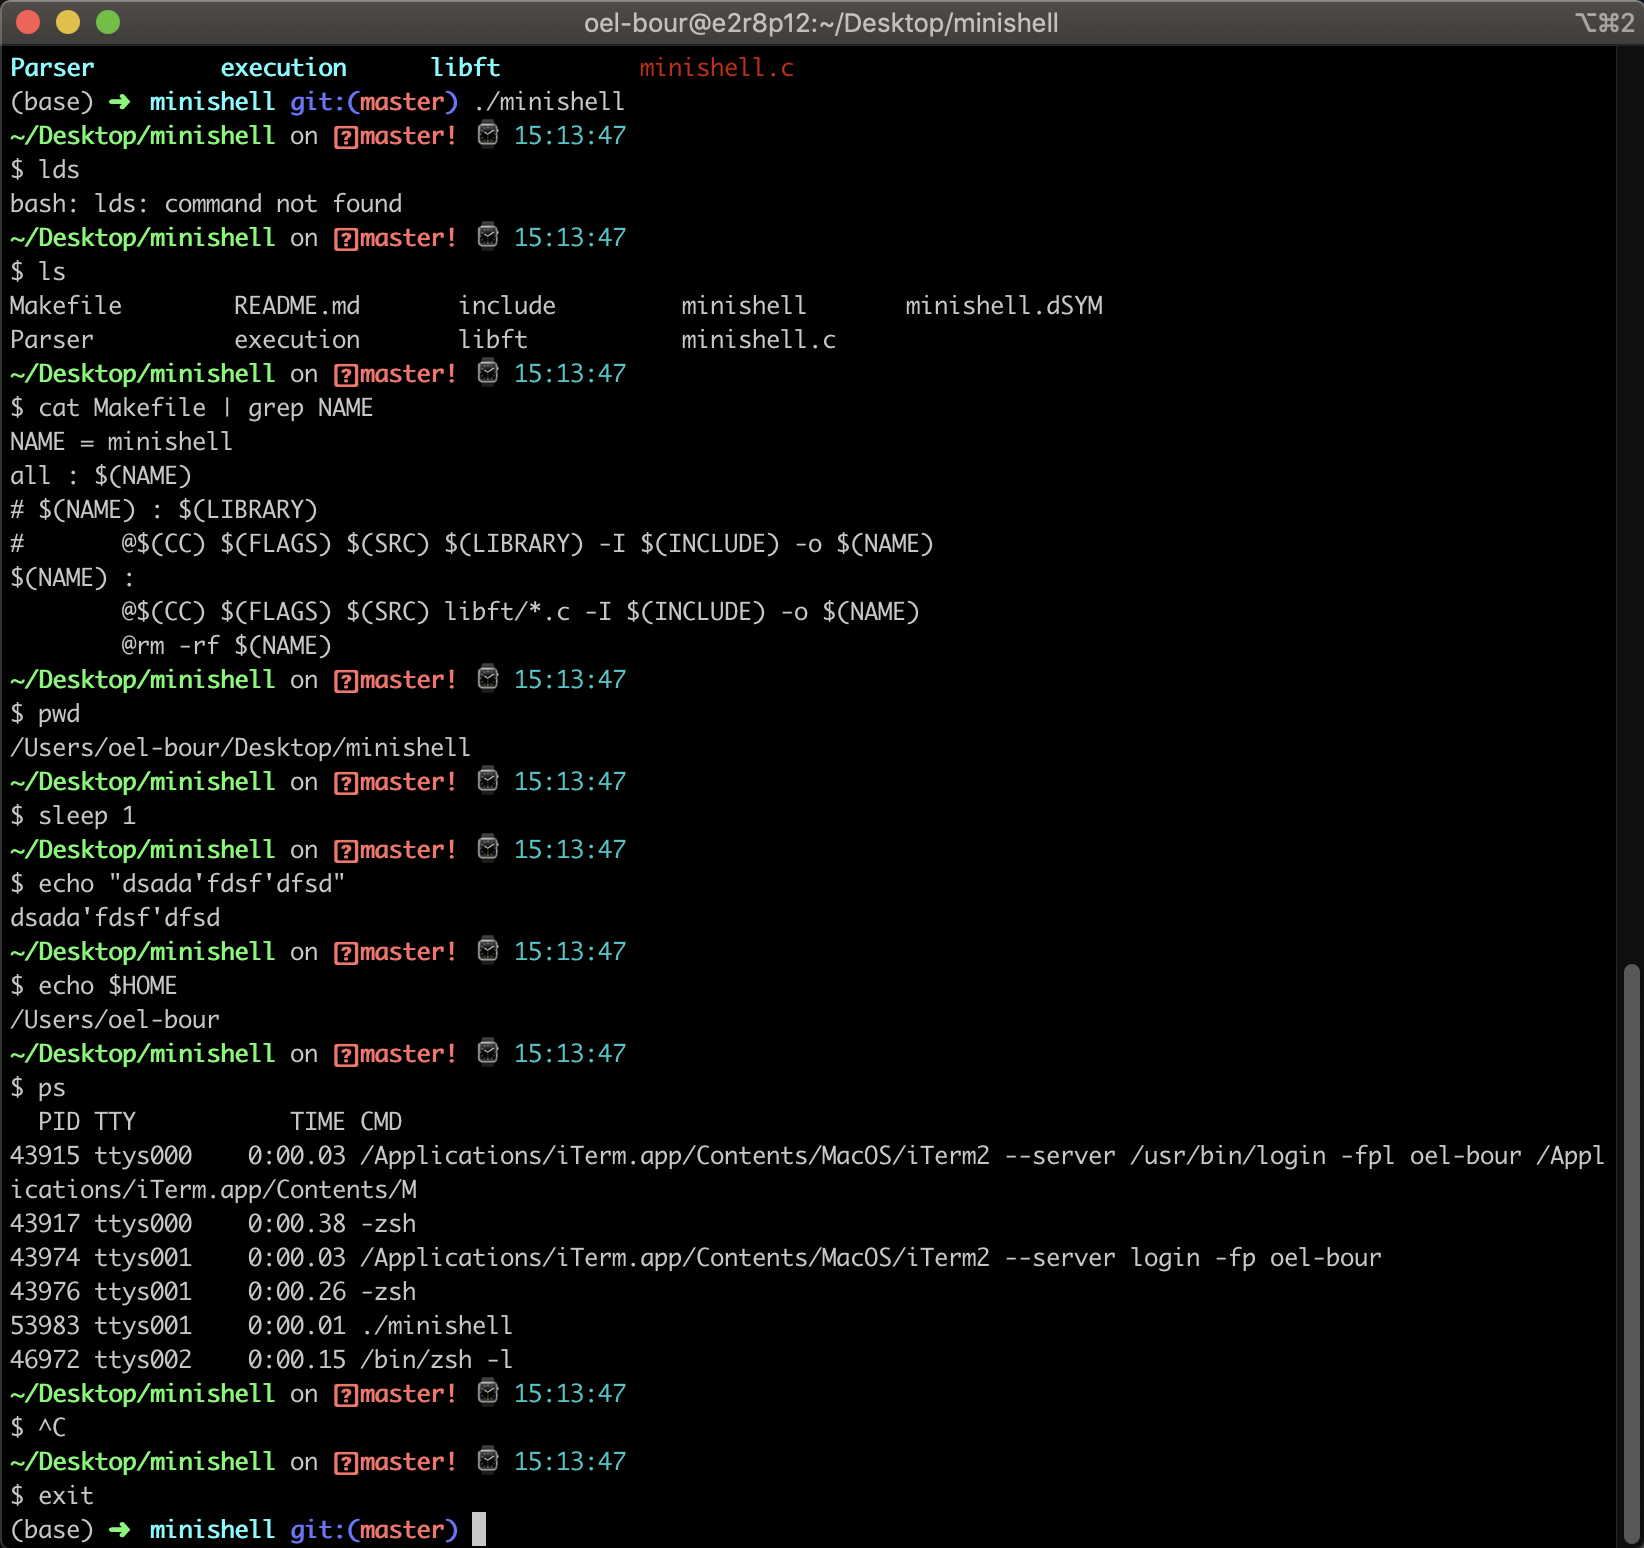 oel-bour@e2r8p12:~/Desktop/minishell ⌥⌘2
Parser         execution      libft          minishell.c
(base) ➜  minishell git:(master) ./minishell
~/Desktop/minishell on ?master! ⌚ 15:13:47
$ lds
bash: lds: command not found
~/Desktop/minishell on ?master! ⌚ 15:13:47
$ ls
Makefile        README.md       include         minishell       minishell.dSYM
Parser          execution       libft           minishell.c
~/Desktop/minishell on ?master! ⌚ 15:13:47
$ cat Makefile | grep NAME
NAME = minishell
all : $(NAME)
# $(NAME) : $(LIBRARY)
#       @$(CC) $(FLAGS) $(SRC) $(LIBRARY) -I $(INCLUDE) -o $(NAME)
$(NAME) :
        @$(CC) $(FLAGS) $(SRC) libft/*.c -I $(INCLUDE) -o $(NAME)
        @rm -rf $(NAME)
~/Desktop/minishell on ?master! ⌚ 15:13:47
$ pwd
/Users/oel-bour/Desktop/minishell
~/Desktop/minishell on ?master! ⌚ 15:13:47
$ sleep 1
~/Desktop/minishell on ?master! ⌚ 15:13:47
$ echo "dsada'fdsf'dfsd"
dsada'fdsf'dfsd
~/Desktop/minishell on ?master! ⌚ 15:13:47
$ echo $HOME
/Users/oel-bour
~/Desktop/minishell on ?master! ⌚ 15:13:47
$ ps
  PID TTY           TIME CMD
43915 ttys000    0:00.03 /Applications/iTerm.app/Contents/MacOS/iTerm2 --server /usr/bin/login -fpl oel-bour /Appl
ications/iTerm.app/Contents/M
43917 ttys000    0:00.38 -zsh
43974 ttys001    0:00.03 /Applications/iTerm.app/Contents/MacOS/iTerm2 --server login -fp oel-bour
43976 ttys001    0:00.26 -zsh
53983 ttys001    0:00.01 ./minishell
46972 ttys002    0:00.15 /bin/zsh -l
~/Desktop/minishell on ?master! ⌚ 15:13:47
$ ^C
~/Desktop/minishell on ?master! ⌚ 15:13:47
$ exit
(base) ➜  minishell git:(master)